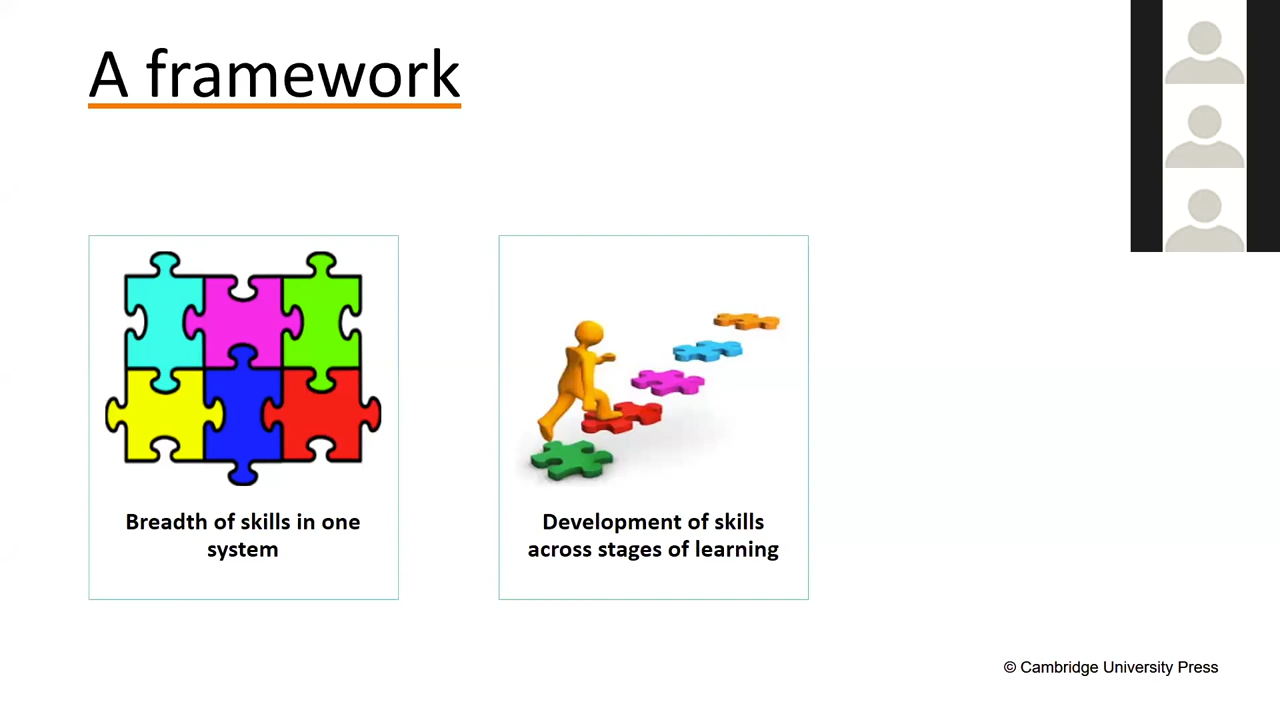 A framework
Breadth of skills in one
system
Development of skills
across stages of learning
© Cambridge University Press